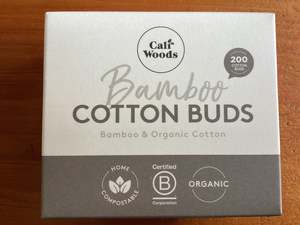 Cali
Woods
200
COTTON
BUDS
Bamboo
COTTON BUDS
Bamboo & Organic Cotton
HOME
COMPOSTABLE
Certified
B
Corporation
ORGANIC